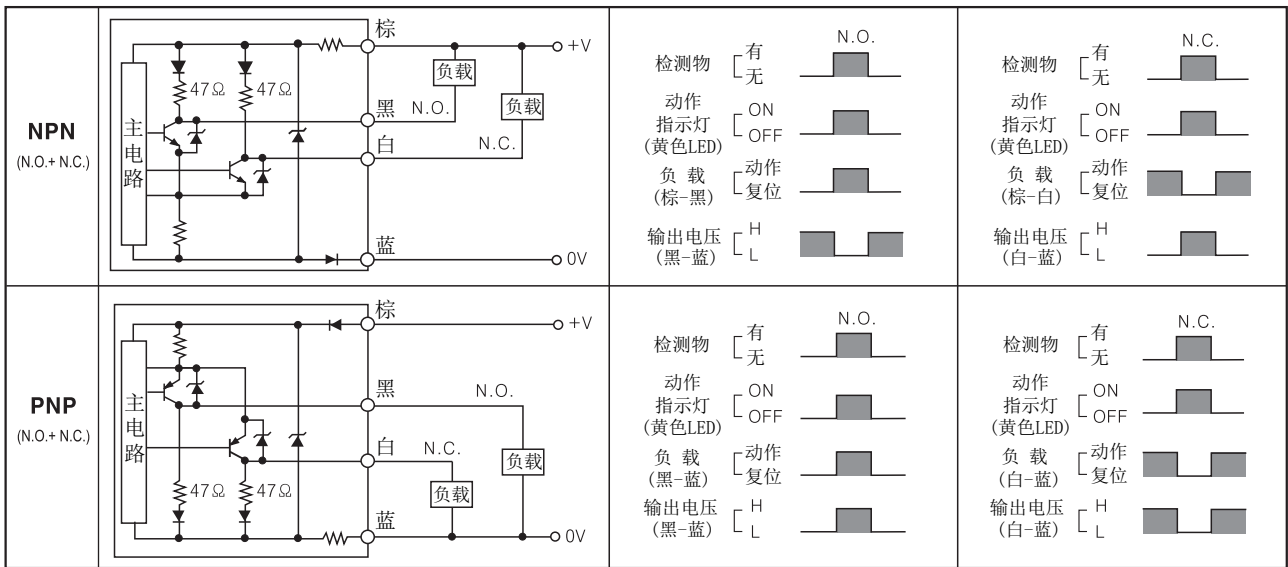 NPN
(N.O.+ N.C.)
主电路
47Ω
47Ω
棕
黑
白
蓝
N.O.
N.C.
负载
负载
+V
0V
N.O.
检测物
有
无
动作
指示灯
(黄色LED)
ON
OFF
负 载
(棕-黑)
动作
复位
输出电压
(黑-蓝)
H
L
N.C.
检测物
有
无
动作
指示灯
(黄色LED)
ON
OFF
负 载
(棕-白)
动作
复位
输出电压
(白-蓝)
H
L
PNP
(N.O.+ N.C.)
主电路
47Ω
47Ω
棕
黑
白
蓝
N.O.
N.C.
负载
负载
+V
0V
N.O.
检测物
有
无
动作
指示灯
(黄色LED)
ON
OFF
负 载
(黑-蓝)
动作
复位
输出电压
(黑-蓝)
H
L
N.C.
检测物
有
无
动作
指示灯
(黄色LED)
ON
OFF
负 载
(白-蓝)
动作
复位
输出电压
(白-蓝)
H
L